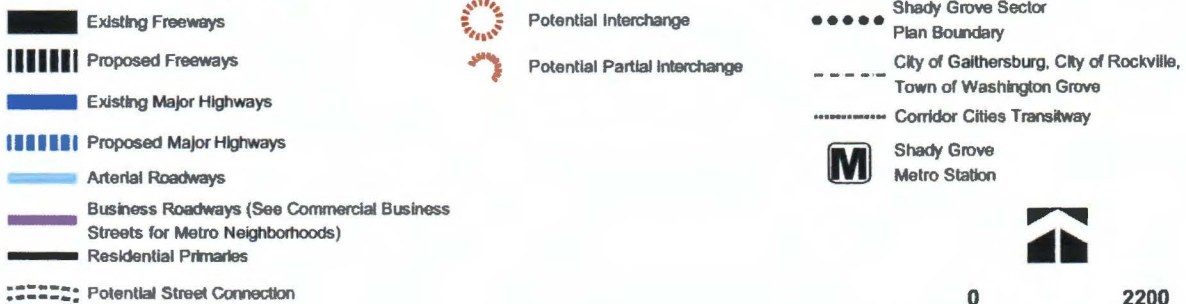 Existing Freeways
Proposed Freeways
Existing Major Highways
Proposed Major Highways
Arterial Roadways
Business Roadways (See Commercial Business
Streets for Metro Neighborhoods)
Residential Primaries
Potential Street Connection
Potential Interchange
Potential Partial Interchange
Shady Grove Sector
Plan Boundary
City of Gaithersburg, City of Rockville,
Town of Washington Grove
Corridor Cities Transitway
M
Shady Grove
Metro Station
0 2200